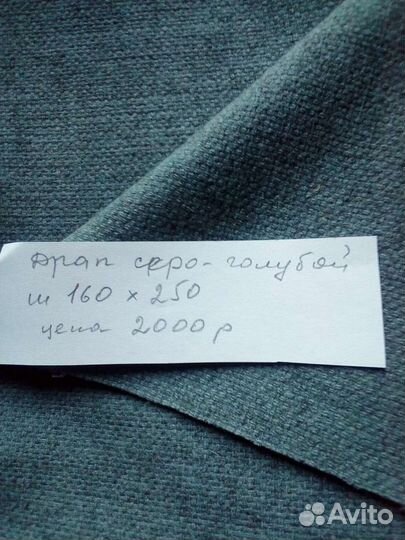 Драп серо-голубой
ш 160 х 250
цена 2000 р
Avito